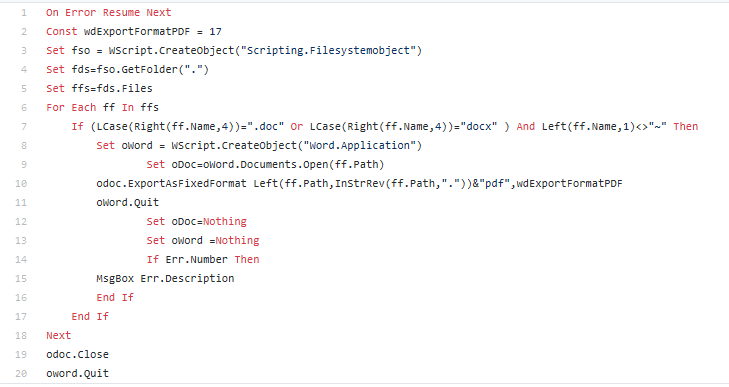 1 On Error Resume Next
2 Const wdExportFormatPDF = 17
3 Set fso = WScript.CreateObject("Scripting.Filesystemobject")
4 Set fds=fso.GetFolder(".")
5 Set ffs=fds.Files
6 For Each ff In ffs
7     If (LCase(Right(ff.Name,4))=".doc" Or LCase(Right(ff.Name,4))="docx" ) And Left(ff.Name,1)<>"~" Then
8         Set oWord = WScript.CreateObject("Word.Application")
9                 Set oDoc=oWord.Documents.Open(ff.Path)
10         odoc.ExportAsFixedFormat Left(ff.Path,InStrRev(ff.Path,"."))&"pdf",wdExportFormatPDF
11         oWord.Quit
12                 Set oDoc=Nothing
13                 Set oWord =Nothing
14                 If Err.Number Then
15         MsgBox Err.Description
16         End If
17     End If
18 Next
19 odoc.Close
20 oword.Quit